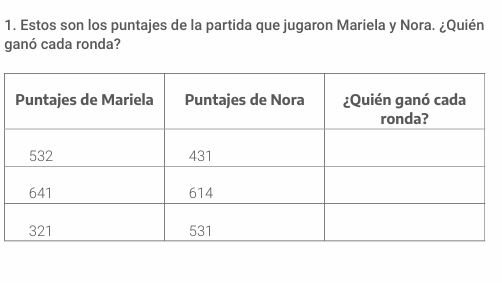 1. Estos son los puntajes de la partida que jugaron Mariela y Nora. ¿Quién
ganó cada ronda?
Puntajes de Mariela Puntajes de Nora ¿Quién ganó cada
ronda?
532 431
641 614
321 531